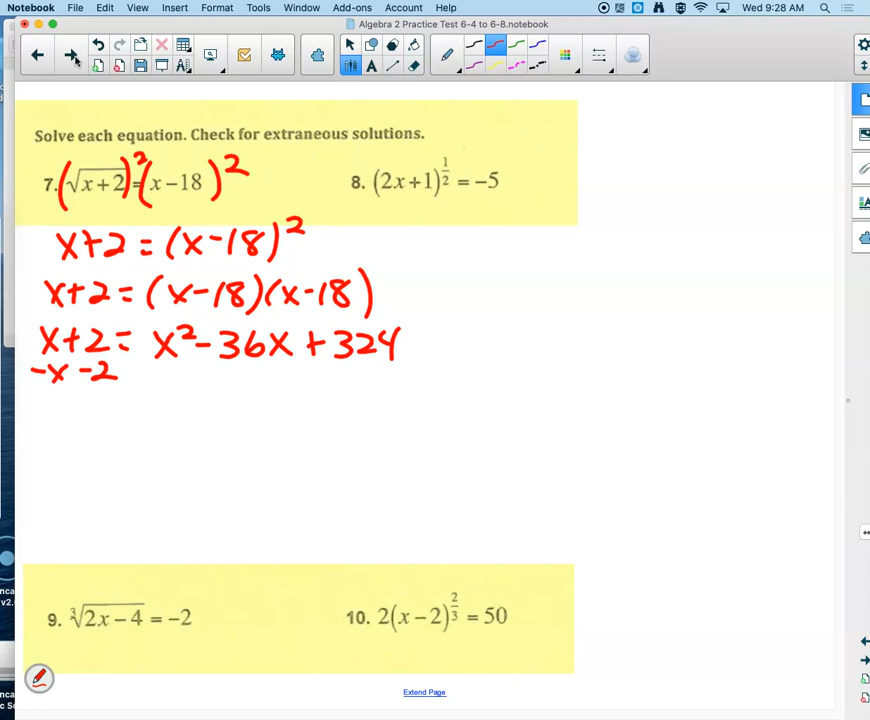 Notebook File Edit View Insert Format Tools Window Add-ons Account Help Wed 9:28 AM
Algebra 2 Practice Test 6-4 to 6-8.notebook
Solve each equation. Check for extraneous solutions.
7. (√x+2)² = (x−18)²
8. (2x+1)^(1/2) = −5
x+2 = (x-18)²
x+2 = (x-18)(x-18)
x+2 = x²-36x+324
-x -2
9. ∛2x−4 = −2
10. 2(x−2)^(2/3) = 50
Extend Page